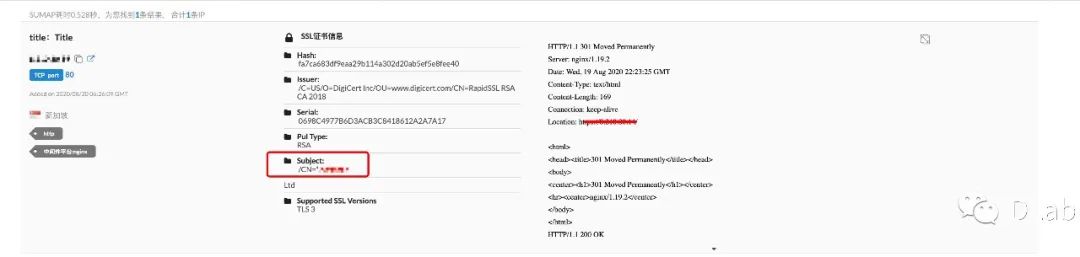 SUMAP耗时0.528秒，为您找到1条结果，合计1条IP
title: Title
TCP port 80
Added on 2020/08/20 06:26:09 GMT
新加坡
http
中间件平台nginx
SSL证书信息
Hash:
fa7ca683df9eaa29b114a302d20ab5ef5e8fee40
Issuer:
/C=US/O=DigiCert Inc/OU=www.digicert.com/CN=RapidSSL RSA
CA 2018
Serial:
0698C4977B6D3ACB3C8418612A2A7A17
Pul Type:
RSA
Subject:
/CN=*.
Ltd
Supported SSL Versions
TLS 3
HTTP/1.1 301 Moved Permanently
Server: nginx/1.19.2
Date: Wed, 19 Aug 2020 22:23:25 GMT
Content-Type: text/html
Content-Length: 169
Connection: keep-alive
Location:
<html>
<head><title>301 Moved Permanently</title></head>
<body>
<center><h1>301 Moved Permanently</h1></center>
<hr><center>nginx/1.19.2</center>
</body>
</html>
HTTP/1.1 200 OK